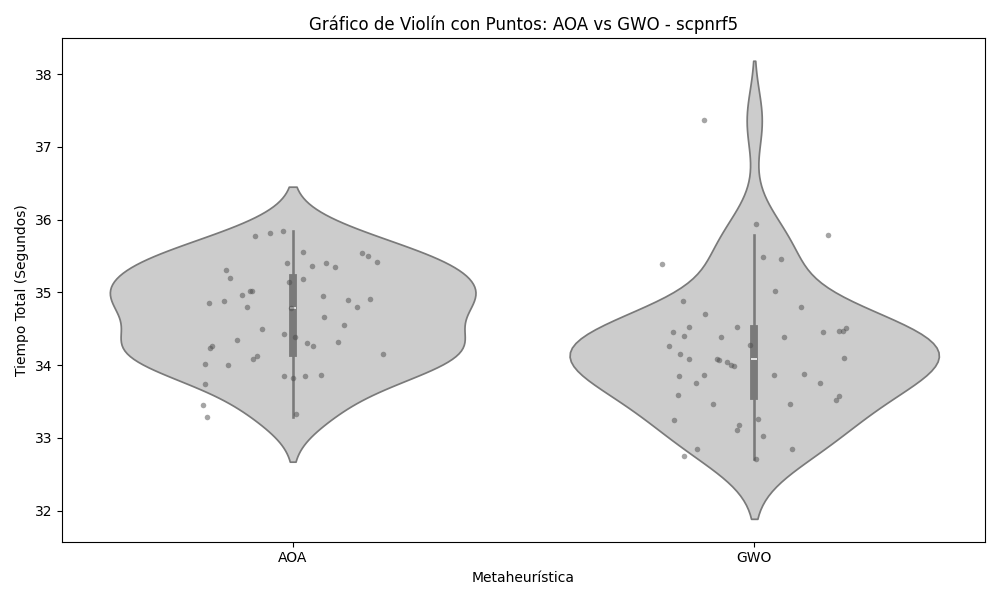 Gráfico de Violín con Puntos: AOA vs GWO - scpnrf5
38
37
36
35
34
33
32
Tiempo Total (Segundos)
AOA
GWO
Metaheurística